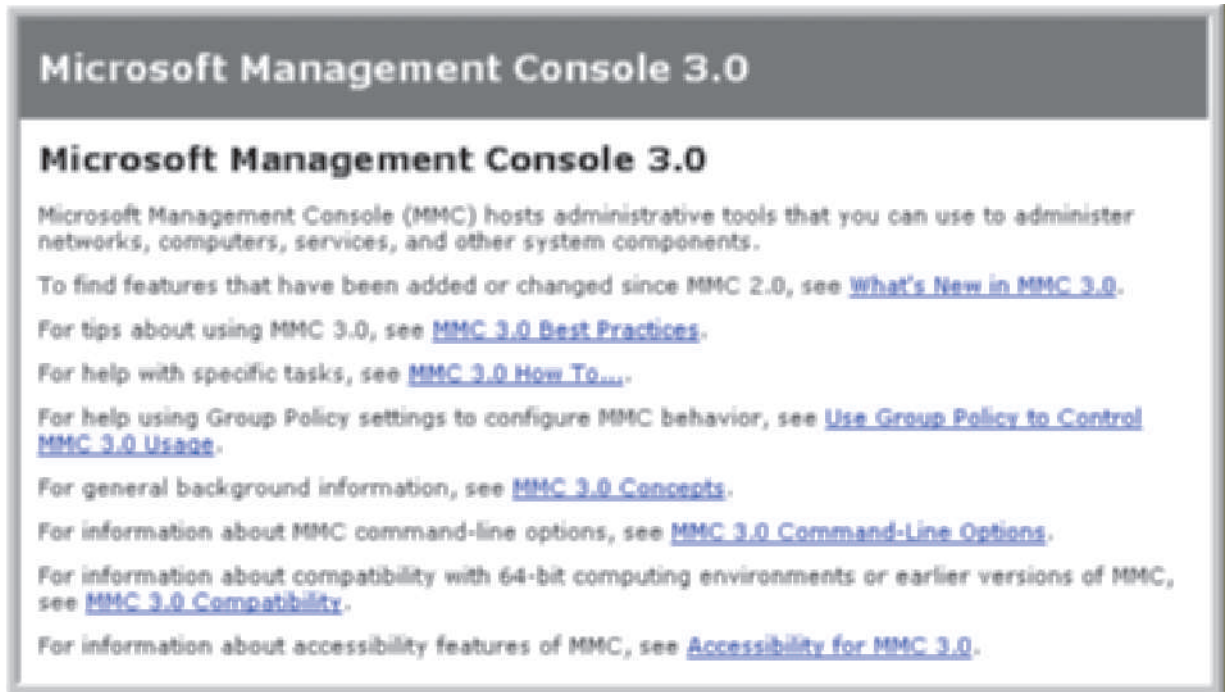 Microsoft Management Console 3.0
Microsoft Management Console 3.0
Microsoft Management Console (MMC) hosts administrative tools that you can use to administer
networks, computers, services, and other system components.
To find features that have been added or changed since MMC 2.0, see What's New in MMC 3.0.
For tips about using MMC 3.0, see MMC 3.0 Best Practices.
For help with specific tasks, see MMC 3.0 How To....
For help using Group Policy settings to configure MMC behavior, see Use Group Policy to Control
MMC 3.0 Usage.
For general background information, see MMC 3.0 Concepts.
For information about MMC command-line options, see MMC 3.0 Command-Line Options.
For information about compatibility with 64-bit computing environments or earlier versions of MMC,
see MMC 3.0 Compatibility.
For information about accessibility features of MMC, see Accessibility for MMC 3.0.